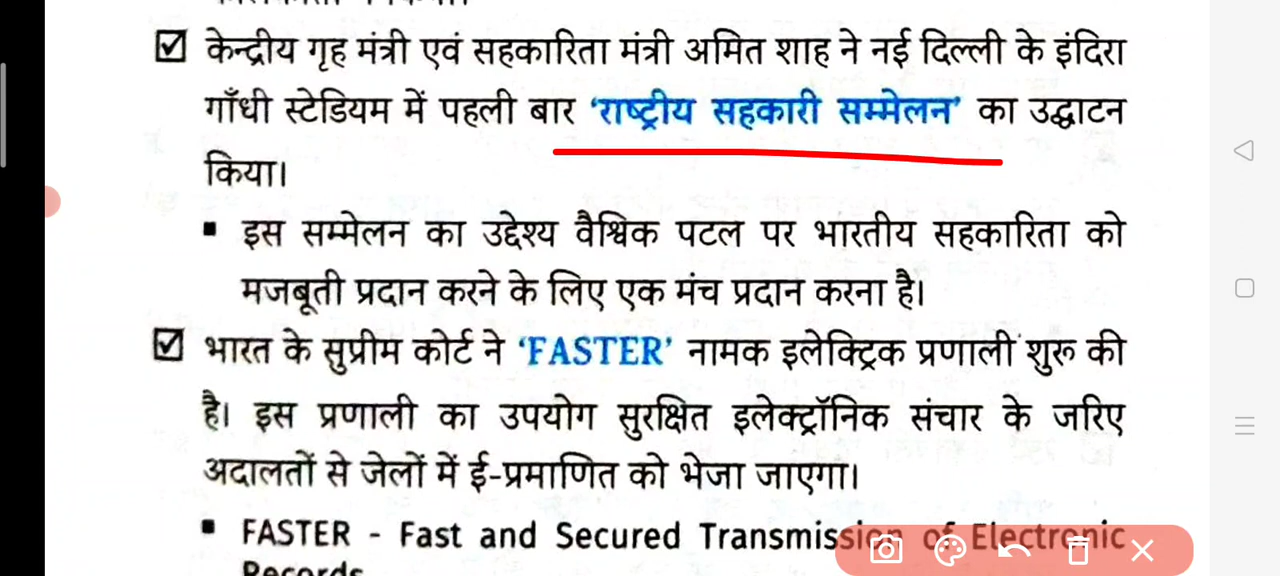 केन्द्रीय गृह मंत्री एवं सहकारिता मंत्री अमित शाह ने नई दिल्ली के इंदिरा
गाँधी स्टेडियम में पहली बार ‘राष्ट्रीय सहकारी सम्मेलन’ का उद्घाटन
किया।
इस सम्मेलन का उद्देश्य वैश्विक पटल पर भारतीय सहकारिता को
मजबूती प्रदान करने के लिए एक मंच प्रदान करना है।
भारत के सुप्रीम कोर्ट ने ‘FASTER’ नामक इलेक्ट्रिक प्रणाली शुरू की
है। इस प्रणाली का उपयोग सुरक्षित इलेक्ट्रॉनिक संचार के जरिए
अदालतों से जेलों में ई-प्रमाणित को भेजा जाएगा।
FASTER - Fast and Secured Transmission of Electronic
Records